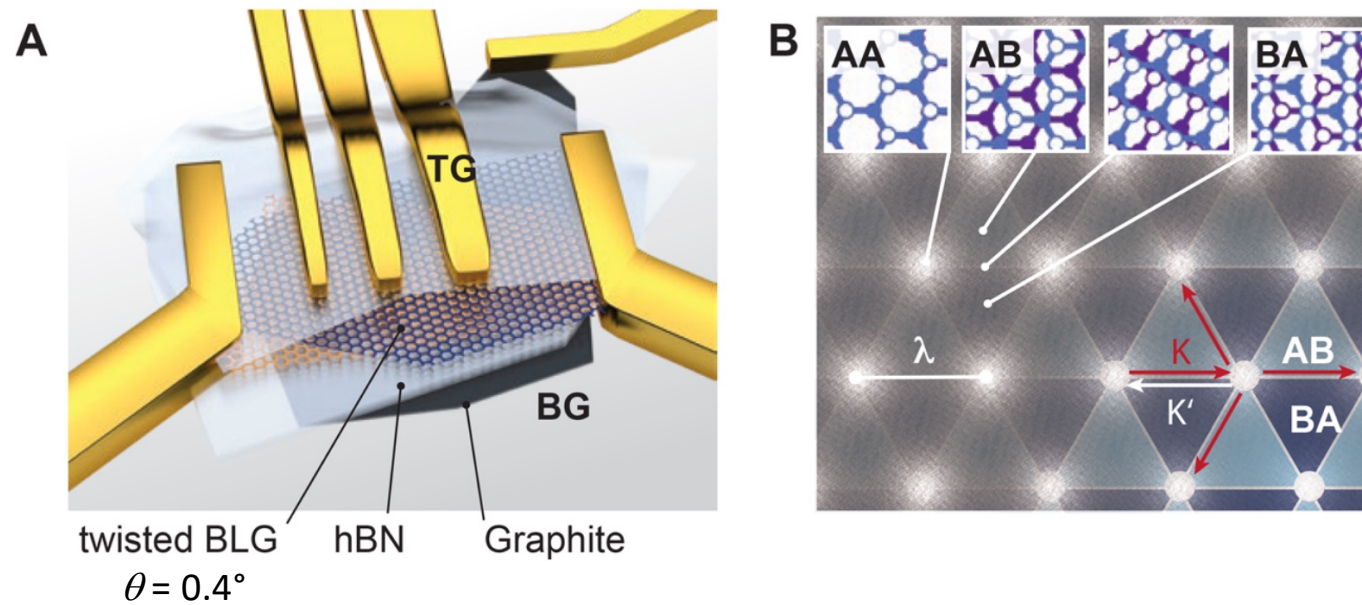 A
TG
BG
twisted BLG hBN Graphite
θ = 0.4°
B
AA AB BA
λ
K
K‘
AB
BA